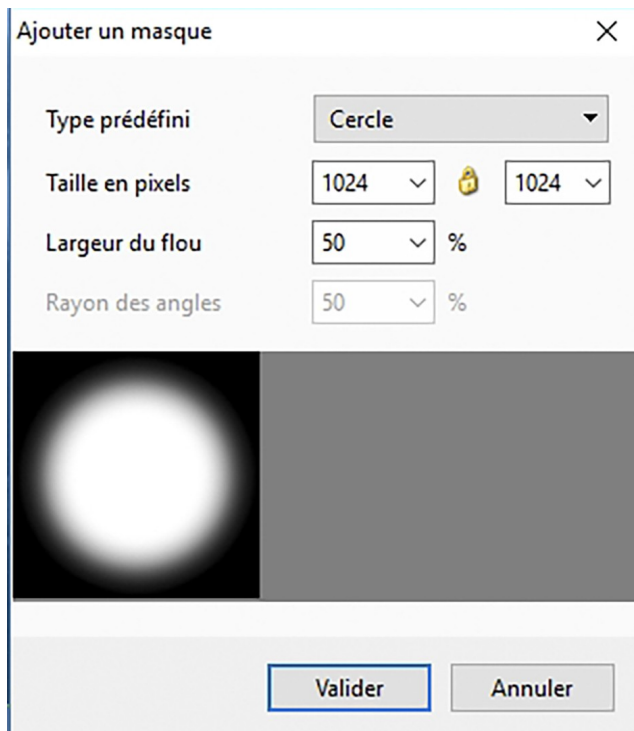 Ajouter un masque
Type prédéfini Cercle
Taille en pixels 1024 1024
Largeur du flou 50 %
Rayon des angles 50 %
Valider Annuler